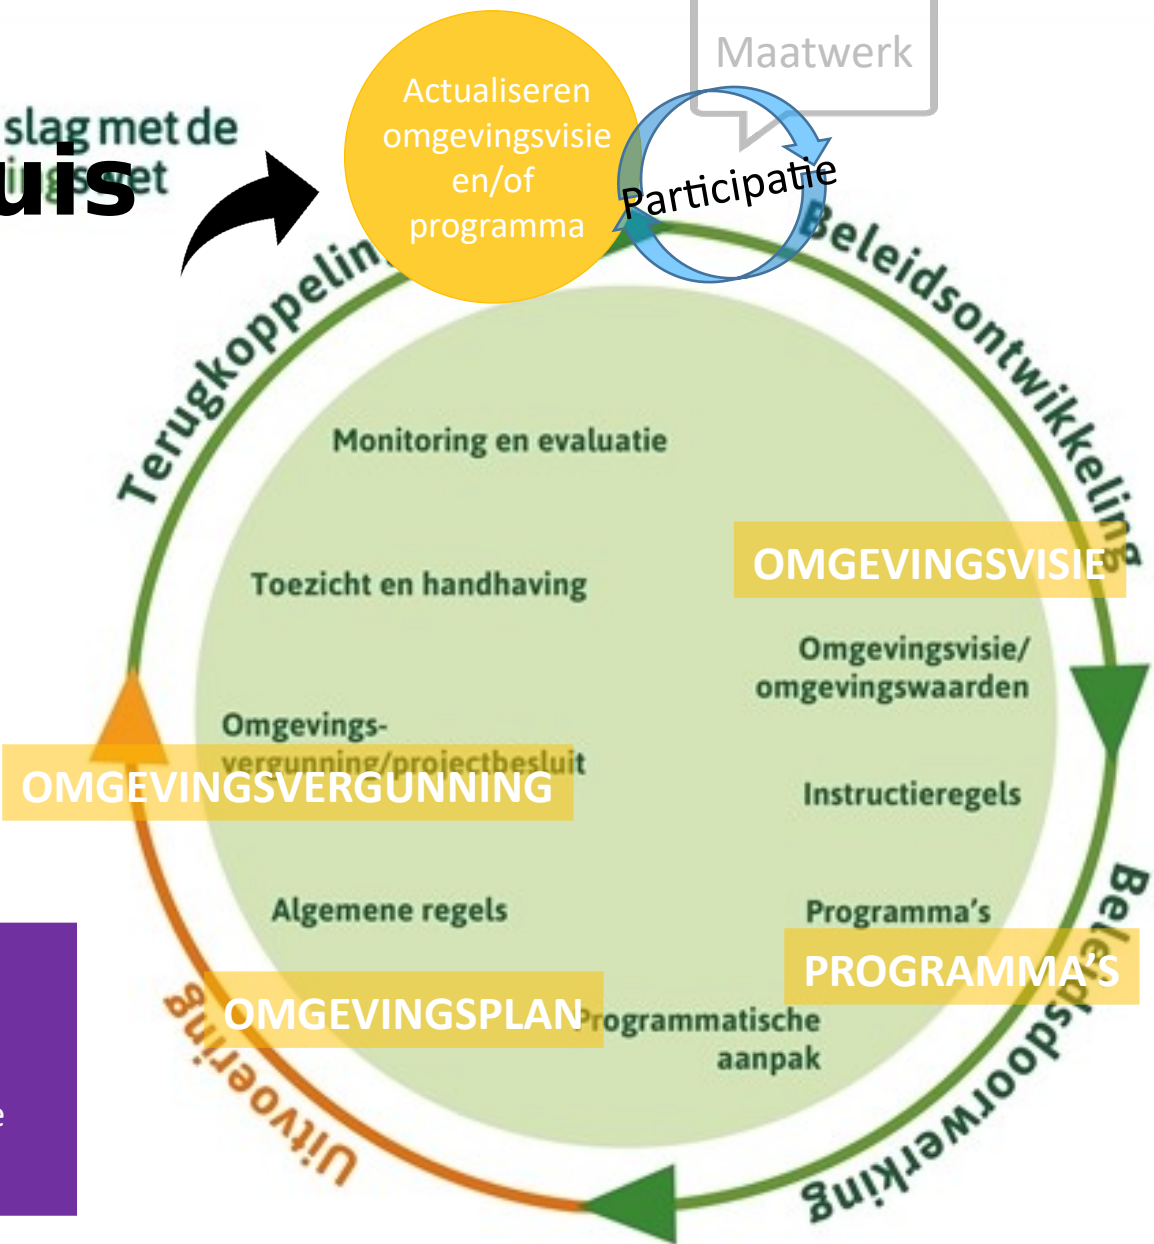 Maatwerk
Actualiseren
omgevingsvisie
en/of
programma
Participatie
slag met de
uis
Terugkoppeling
Beleidsontwikkeling
Monitoring en evaluatie
OMGEVINGSVISIE
Toezicht en handhaving
Omgevingsvisie/
omgevingswaarden
Omgevings-
vergunning/projectbesluit
OMGEVINGSVERGUNNING
Instructieregels
Algemene regels
Programma's
PROGRAMMA'S
OMGEVINGSPLAN
Programmatische
aanpak
Beleidsdoorwerking
Uitvoering
e